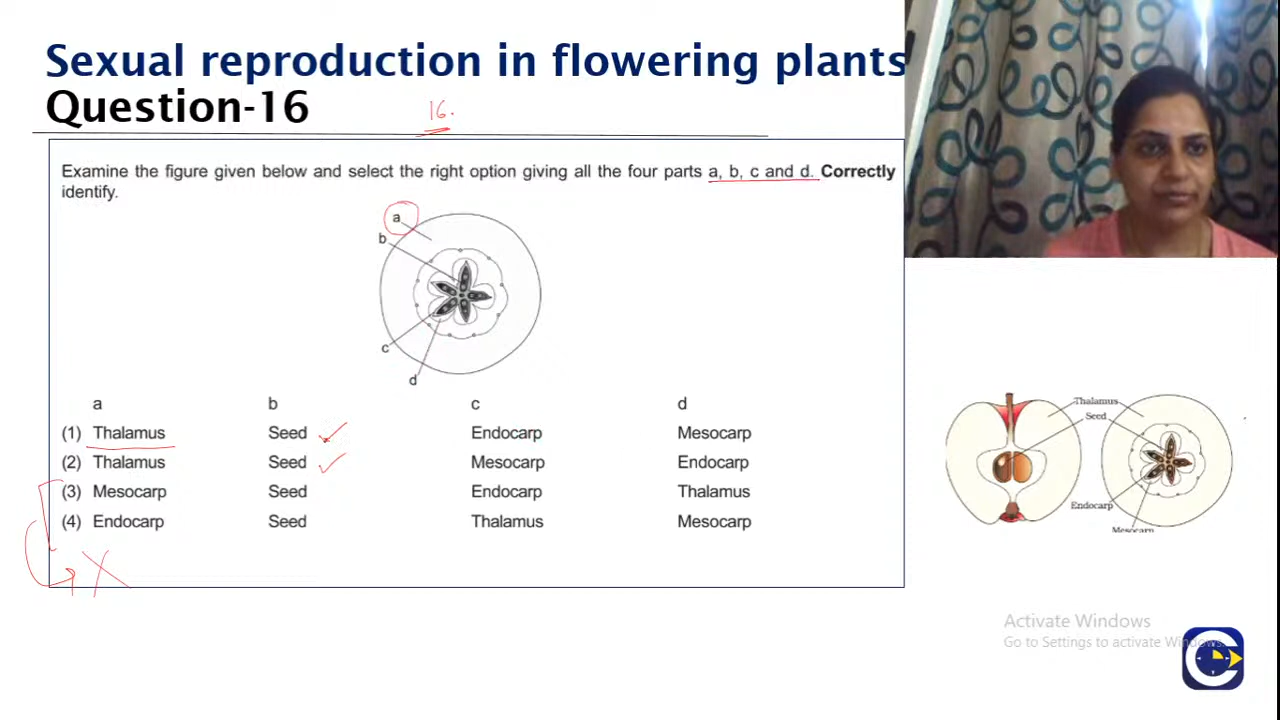 Sexual reproduction in flowering plants
Question-16
16.
Examine the figure given below and select the right option giving all the four parts a, b, c and d. Correctly
identify.
a
b
c
d
a b c d
(1) Thalamus Seed Endocarp Mesocarp
(2) Thalamus Seed Mesocarp Endocarp
(3) Mesocarp Seed Endocarp Thalamus
(4) Endocarp Seed Thalamus Mesocarp
Thalamus
Seed
Endocarp
Mesocarp
Activate Windows
Go to Settings to activate Windows.